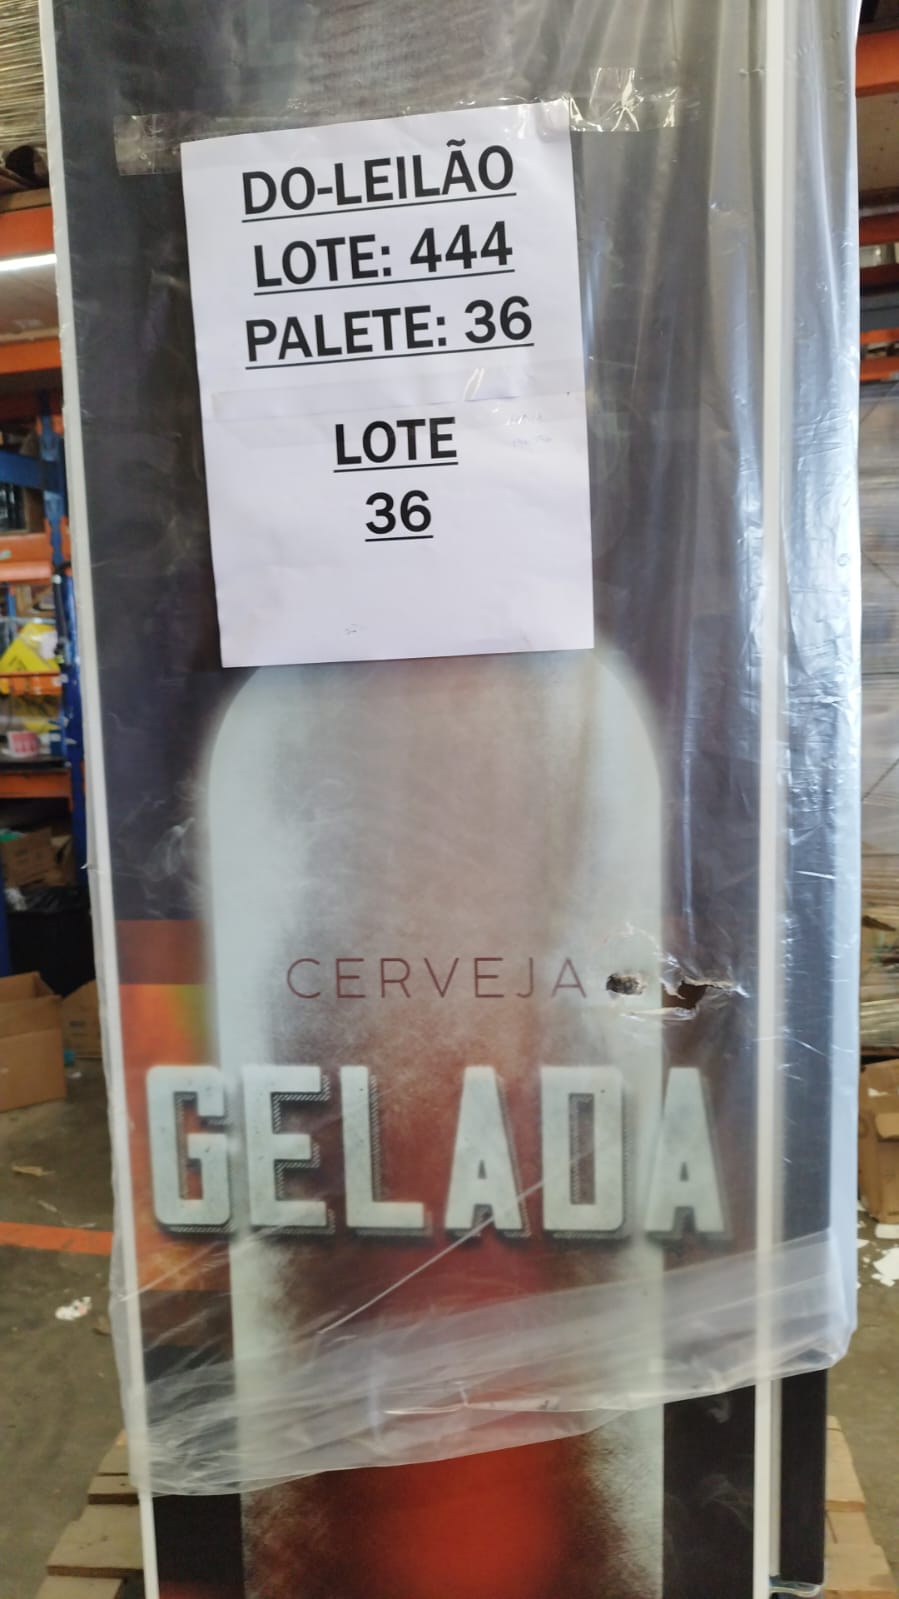 DO-LEILÃO
LOTE: 444
PALETE: 36
LOTE
36
CERVEJA
GELADA